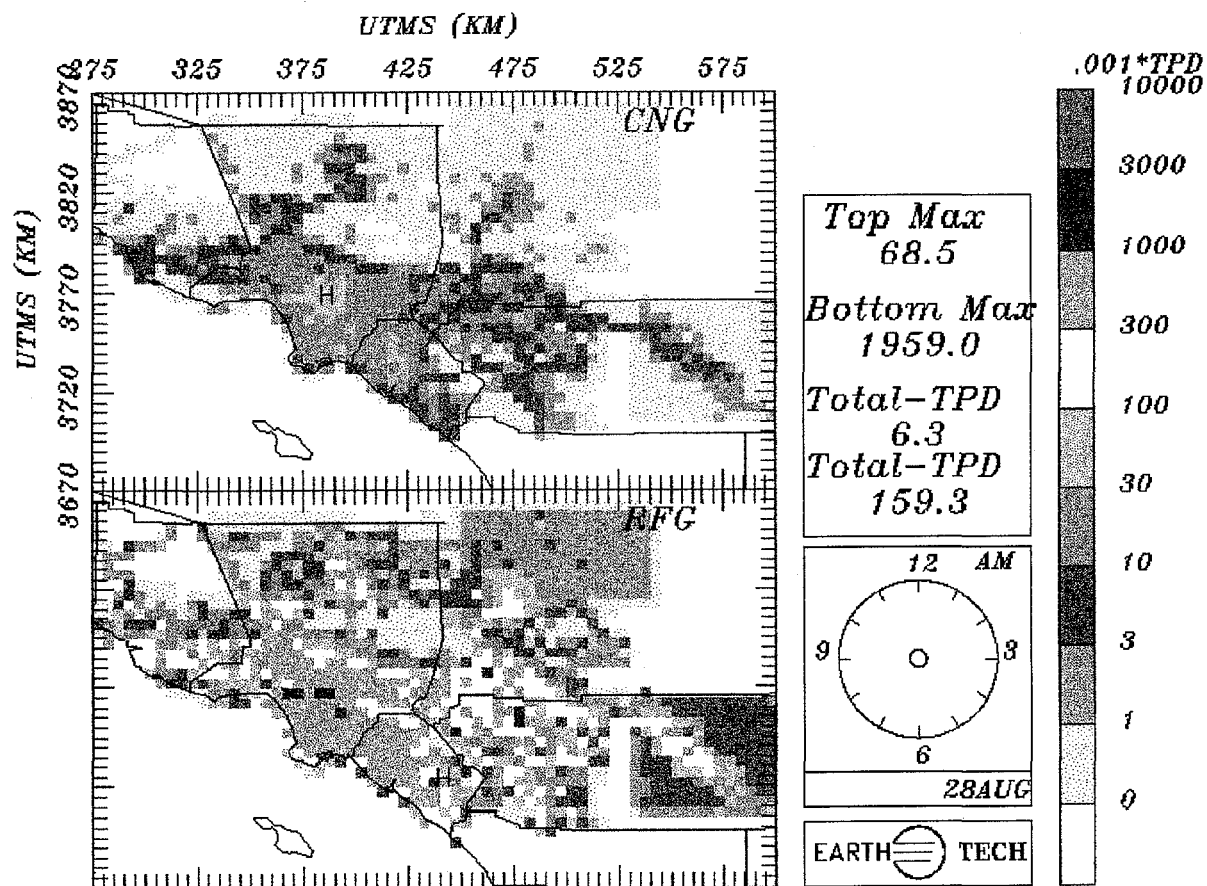 UTMS (KM)
275 325 375 425 475 525 575
UTMS (KM)
3870
3820
3770
3720
3670
CNG
H
RFG
H
Top Max
68.5
Bottom Max
1959.0
Total-TPD
6.3
Total-TPD
159.3
12 AM
9 3
6
28AUG
EARTH TECH
.001*TPD
10000
3000
1000
300
100
30
10
3
1
0